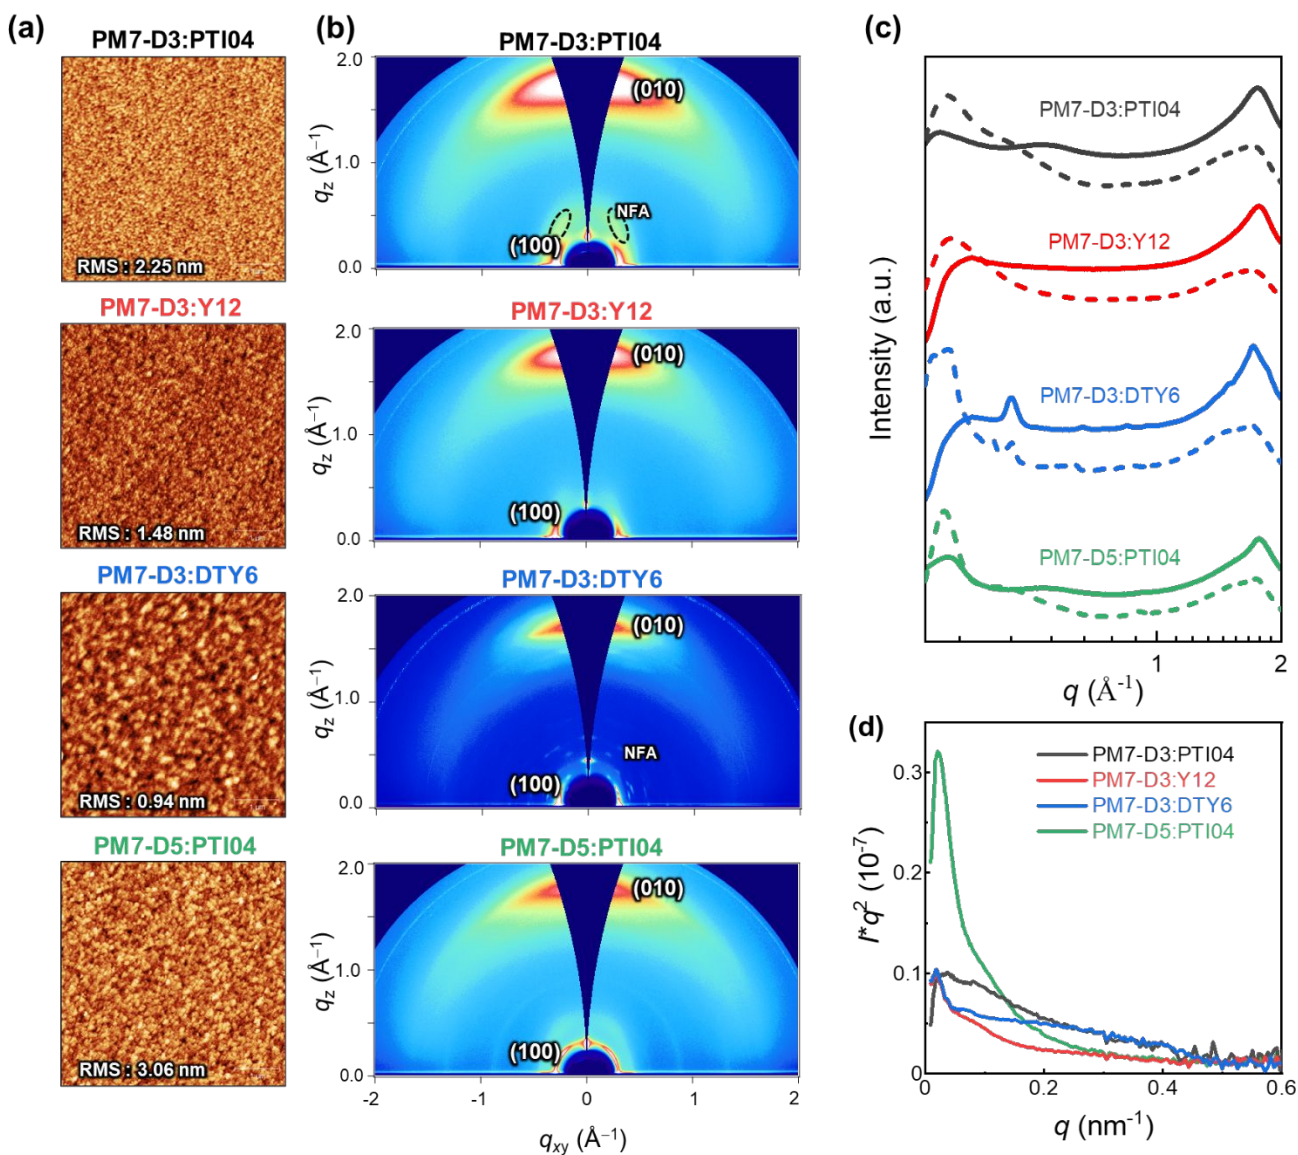 (a)
PM7-D3:PTI04
RMS : 2.25 nm
PM7-D3:Y12
RMS : 1.48 nm
PM7-D3:DTY6
RMS : 0.94 nm
PM7-D5:PTI04
RMS : 3.06 nm
(b)
PM7-D3:PTI04
2.0
1.0
0.0
qz (Å⁻¹)
(010)
NFA
(100)
PM7-D3:Y12
2.0
1.0
0.0
qz (Å⁻¹)
(010)
(100)
-2 -1 0 1 2
PM7-D3:DTY6
2.0
1.0
0.0
qz (Å⁻¹)
(010)
NFA
(100)
PM7-D5:PTI04
2.0
1.0
0.0
qz (Å⁻¹)
(010)
(100)
-2 -1 0 1 2
qxy (Å⁻¹)
(c)
Intensity (a.u.)
PM7-D3:PTI04
PM7-D3:Y12
PM7-D3:DTY6
PM7-D5:PTI04
1 2
q (Å⁻¹)
(d)
I*q² (10⁻⁷)
0.3
0.2
0.1
0
PM7-D3:PTI04
PM7-D3:Y12
PM7-D3:DTY6
PM7-D5:PTI04
0 0.2 0.4 0.6
q (nm⁻¹)